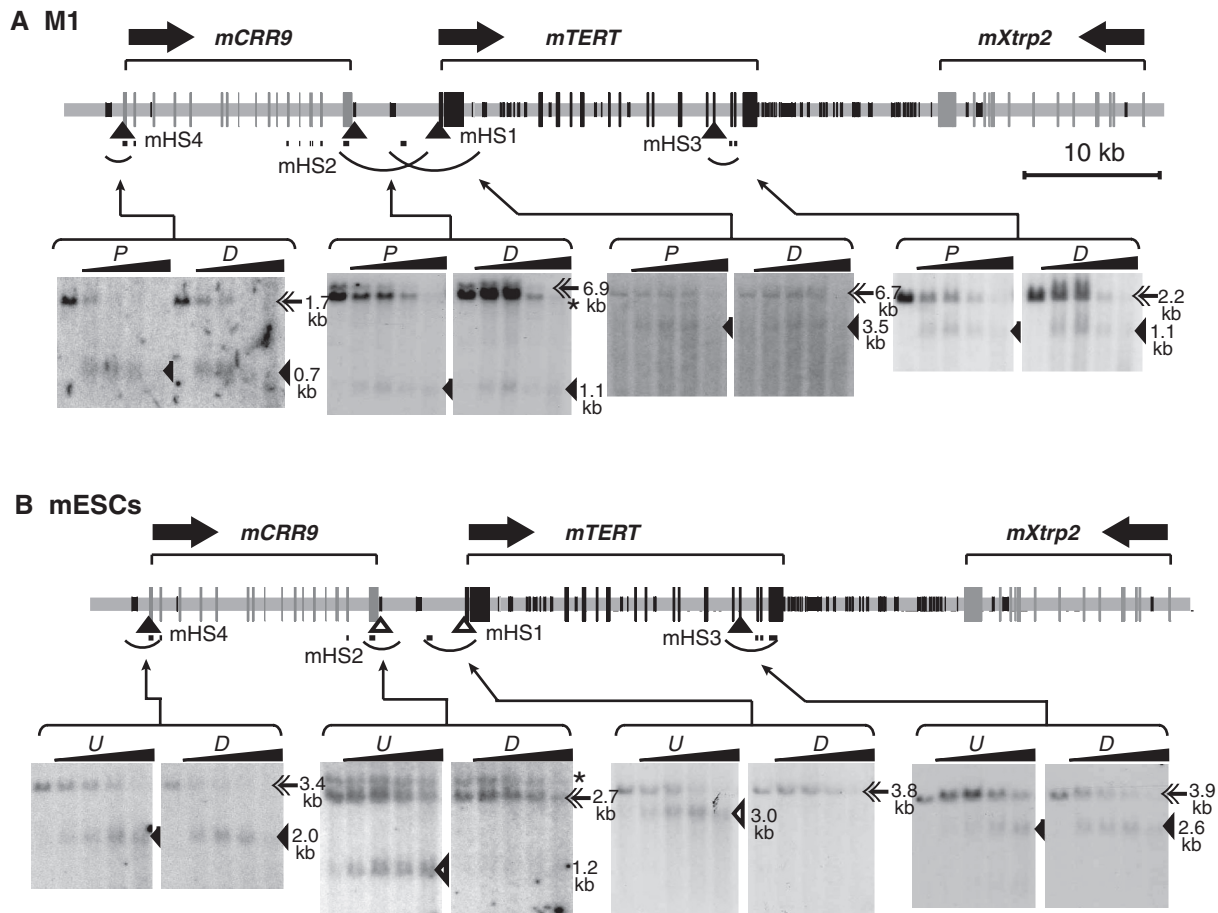 A M1
mCRR9 mTERT mXtrp2
mHS4 mHS2 mHS1 mHS3
10 kb
P D P D P D P D
1.7 kb
0.7 kb
6.9 kb
*
1.1 kb
6.7 kb
3.5 kb
2.2 kb
1.1 kb
B mESCs
mCRR9 mTERT mXtrp2
mHS4 mHS2 mHS1 mHS3
U D U D U D U D
3.4 kb
2.0 kb
*
2.7 kb
1.2 kb
3.0 kb
3.8 kb
3.9 kb
2.6 kb